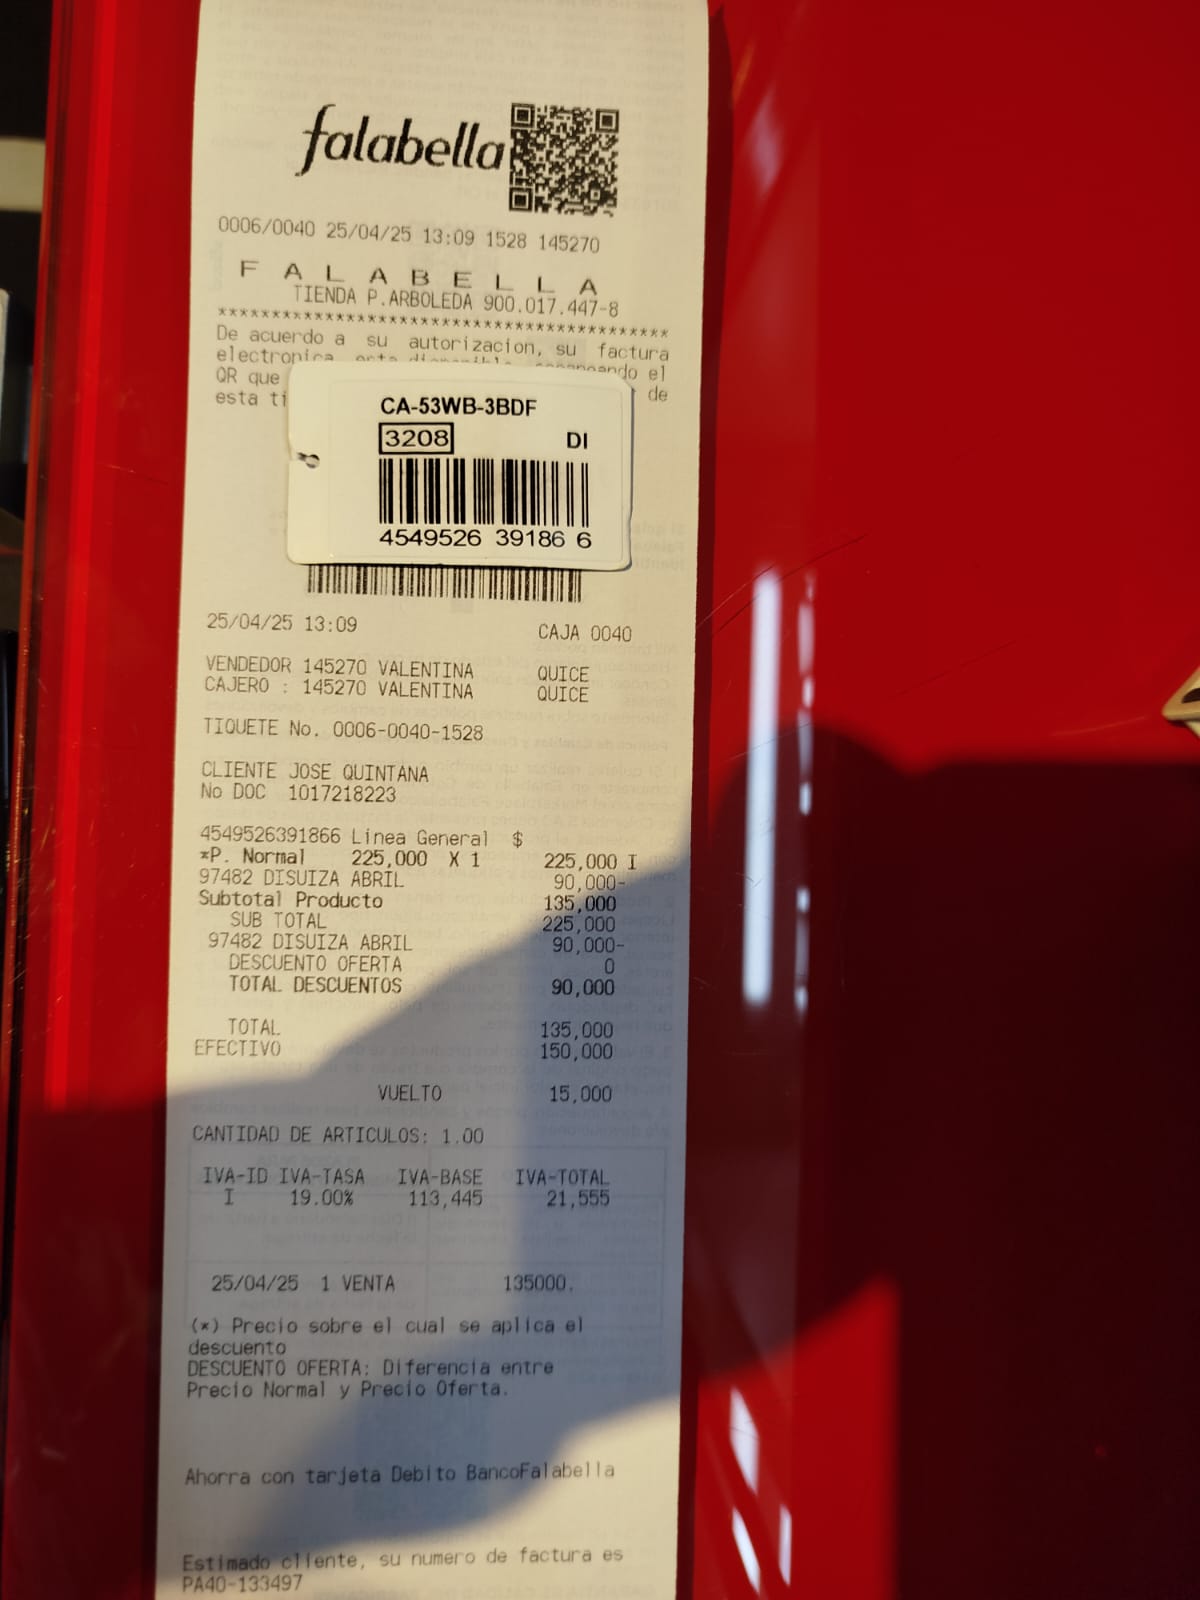 falabella
0006/0040 25/04/25 13:09 1528 145270
FALABELLA
TIENDA P.ARBOLEDA 900.017.447-8
******************************************
De acuerdo a su autorizacion, su factura
electronica esta disponible escaneando el
QR que de
esta ti
CA-53WB-3BDF
3208 DI
4549526 39186 6
25/04/25 13:09 CAJA 0040
VENDEDOR 145270 VALENTINA QUICE
CAJERO : 145270 VALENTINA QUICE
TIQUETE No. 0006-0040-1528
CLIENTE JOSE QUINTANA
No DOC 1017218223
4549526391866 Linea General $
*P. Normal 225,000 X 1 225,000 I
97482 DISUIZA ABRIL 90,000-
Subtotal Producto 135,000
SUB TOTAL 225,000
97482 DISUIZA ABRIL 90,000-
DESCUENTO OFERTA 0
TOTAL DESCUENTOS 90,000
TOTAL 135,000
EFECTIVO 150,000
VUELTO 15,000
CANTIDAD DE ARTICULOS: 1.00
IVA-ID IVA-TASA IVA-BASE IVA-TOTAL
I 19.00% 113,445 21,555
25/04/25 1 VENTA 135000.
(*) Precio sobre el cual se aplica el
descuento
DESCUENTO OFERTA: Diferencia entre
Precio Normal y Precio Oferta.
Ahorra con tarjeta Debito BancoFalabella
Estimado cliente, su numero de factura es
PA40-133497